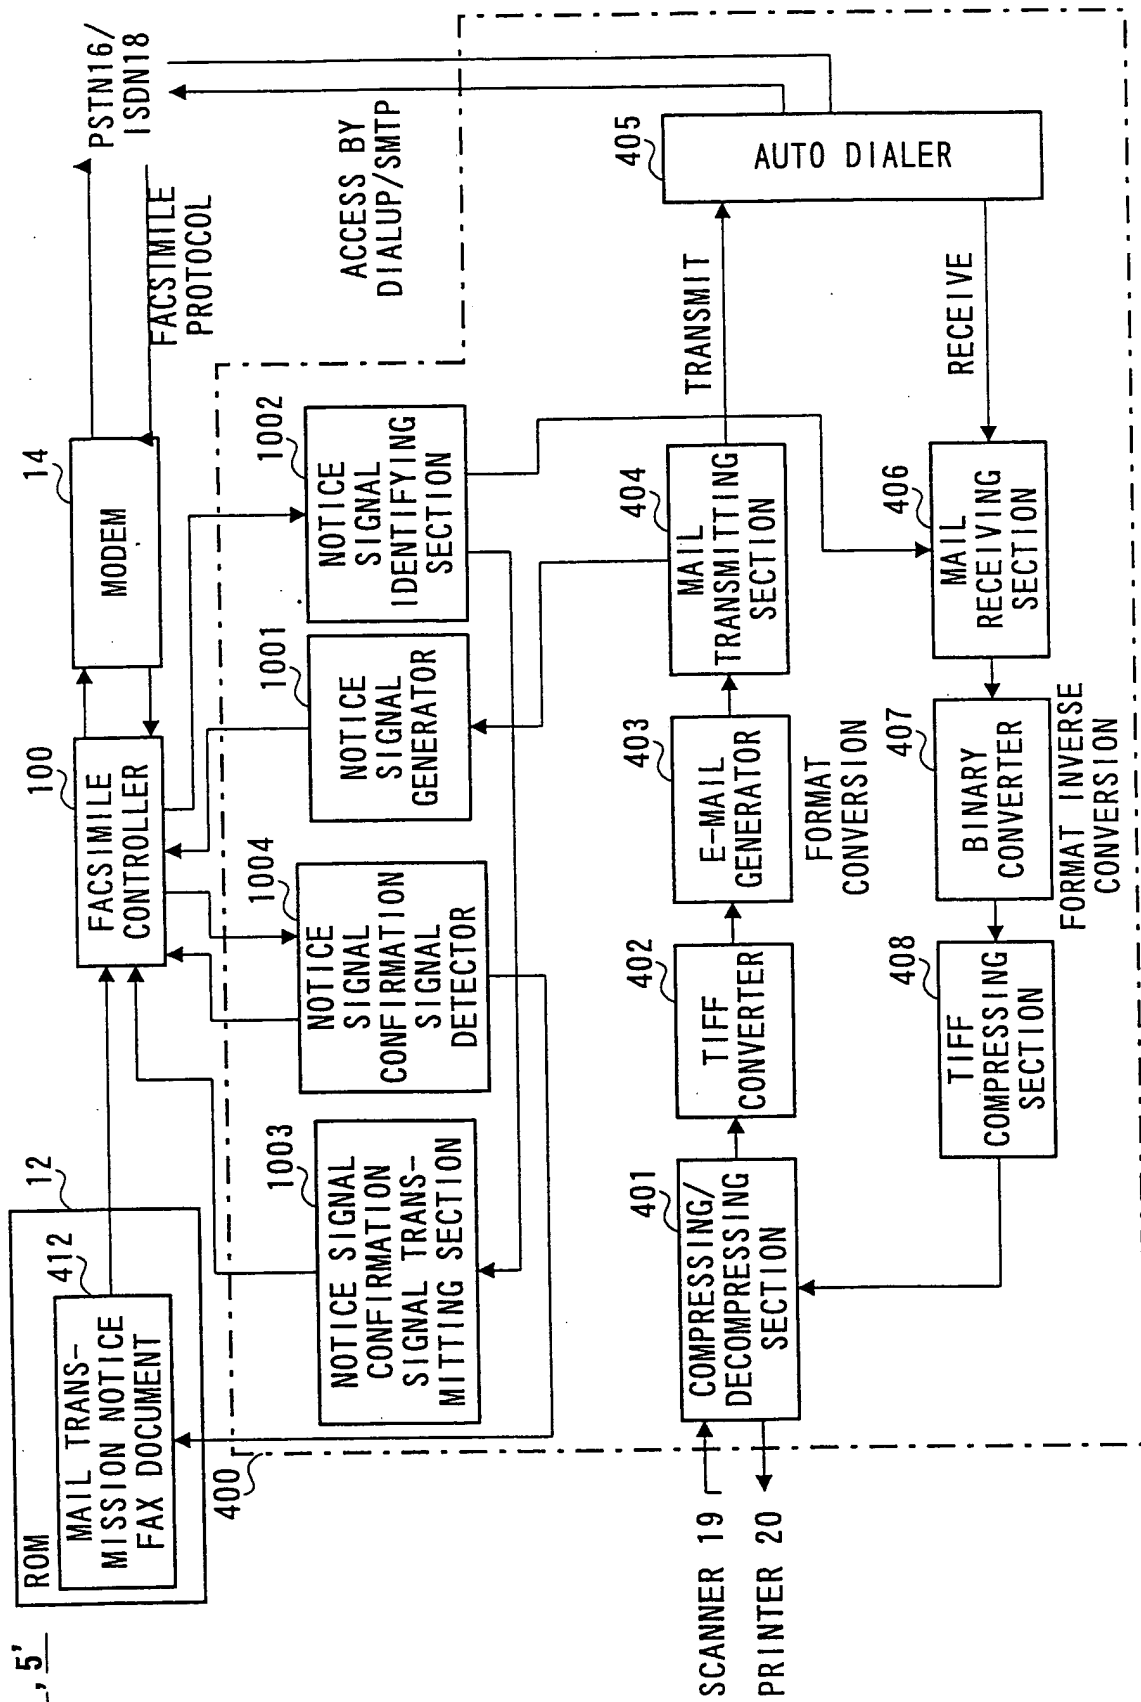 _, 5'
ROM
12
412
MAIL TRANS-
MISSION NOTICE
FAX DOCUMENT
100
FACSIMILE
CONTROLLER
14
MODEM
PSTN16/
ISDN18
FACSIMILE
PROTOCOL
ACCESS BY
DIALUP/SMTP
400
1003
NOTICE SIGNAL
CONFIRMATION
SIGNAL TRANS-
MITTING SECTION
1004
NOTICE
SIGNAL
CONFIRMATION
SIGNAL
DETECTOR
1001
NOTICE
SIGNAL
GENERATOR
1002
NOTICE
SIGNAL
IDENTIFYING
SECTION
SCANNER 19
PRINTER 20
401
COMPRESSING/
DECOMPRESSING
SECTION
402
TIFF
CONVERTER
403
E-MAIL
GENERATOR
FORMAT
CONVERSION
404
MAIL
TRANSMITTING
SECTION
TRANSMIT
405
AUTO DIALER
RECEIVE
406
MAIL
RECEIVING
SECTION
407
BINARY
CONVERTER
FORMAT INVERSE
CONVERSION
408
TIFF
COMPRESSING
SECTION